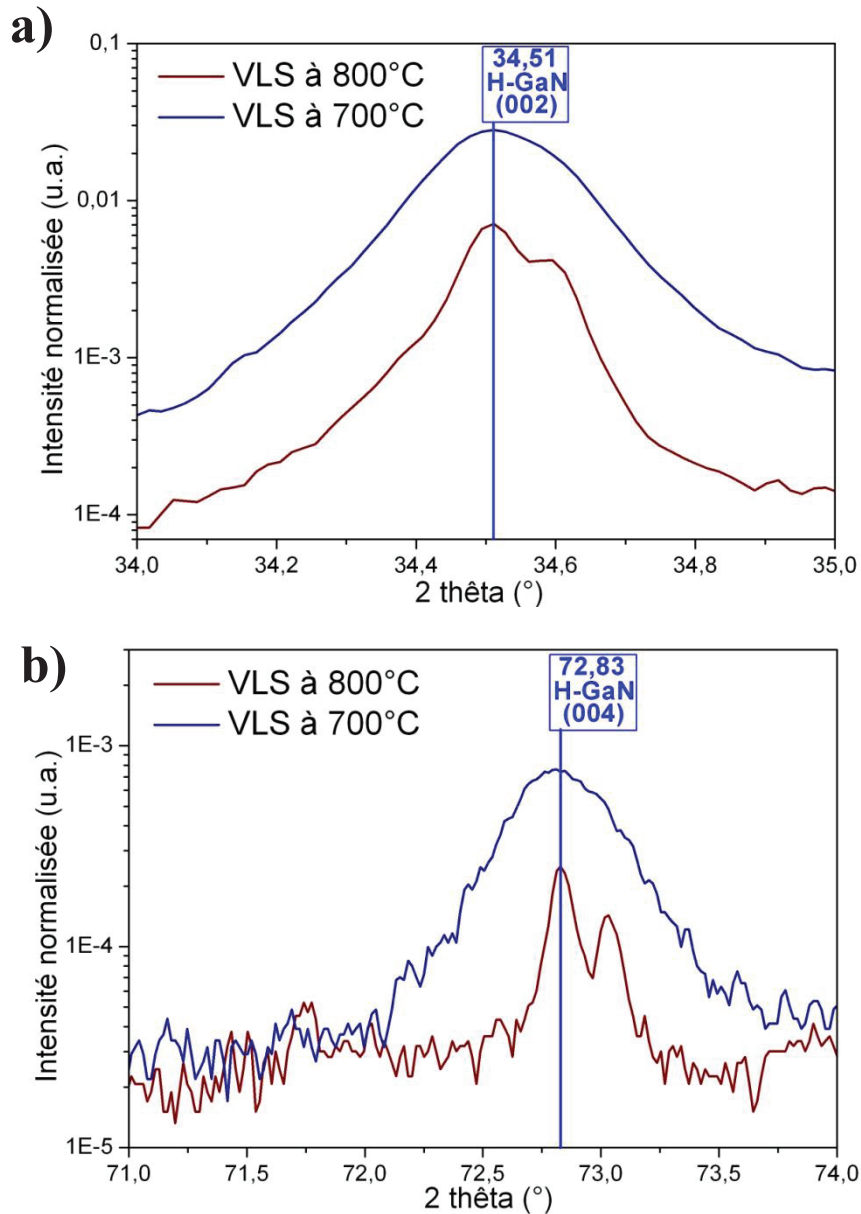 a)
0,1
VLS à 800°C
VLS à 700°C
34,51
H-GaN
(002)
0,01
1E-3
1E-4
Intensité normalisée (u.a.)
34,0 34,2 34,4 34,6 34,8 35,0
2 thêta (°)
b)
VLS à 800°C
VLS à 700°C
72,83
H-GaN
(004)
1E-3
1E-4
1E-5
Intensité normalisée (u.a.)
71,0 71,5 72,0 72,5 73,0 73,5 74,0
2 thêta (°)